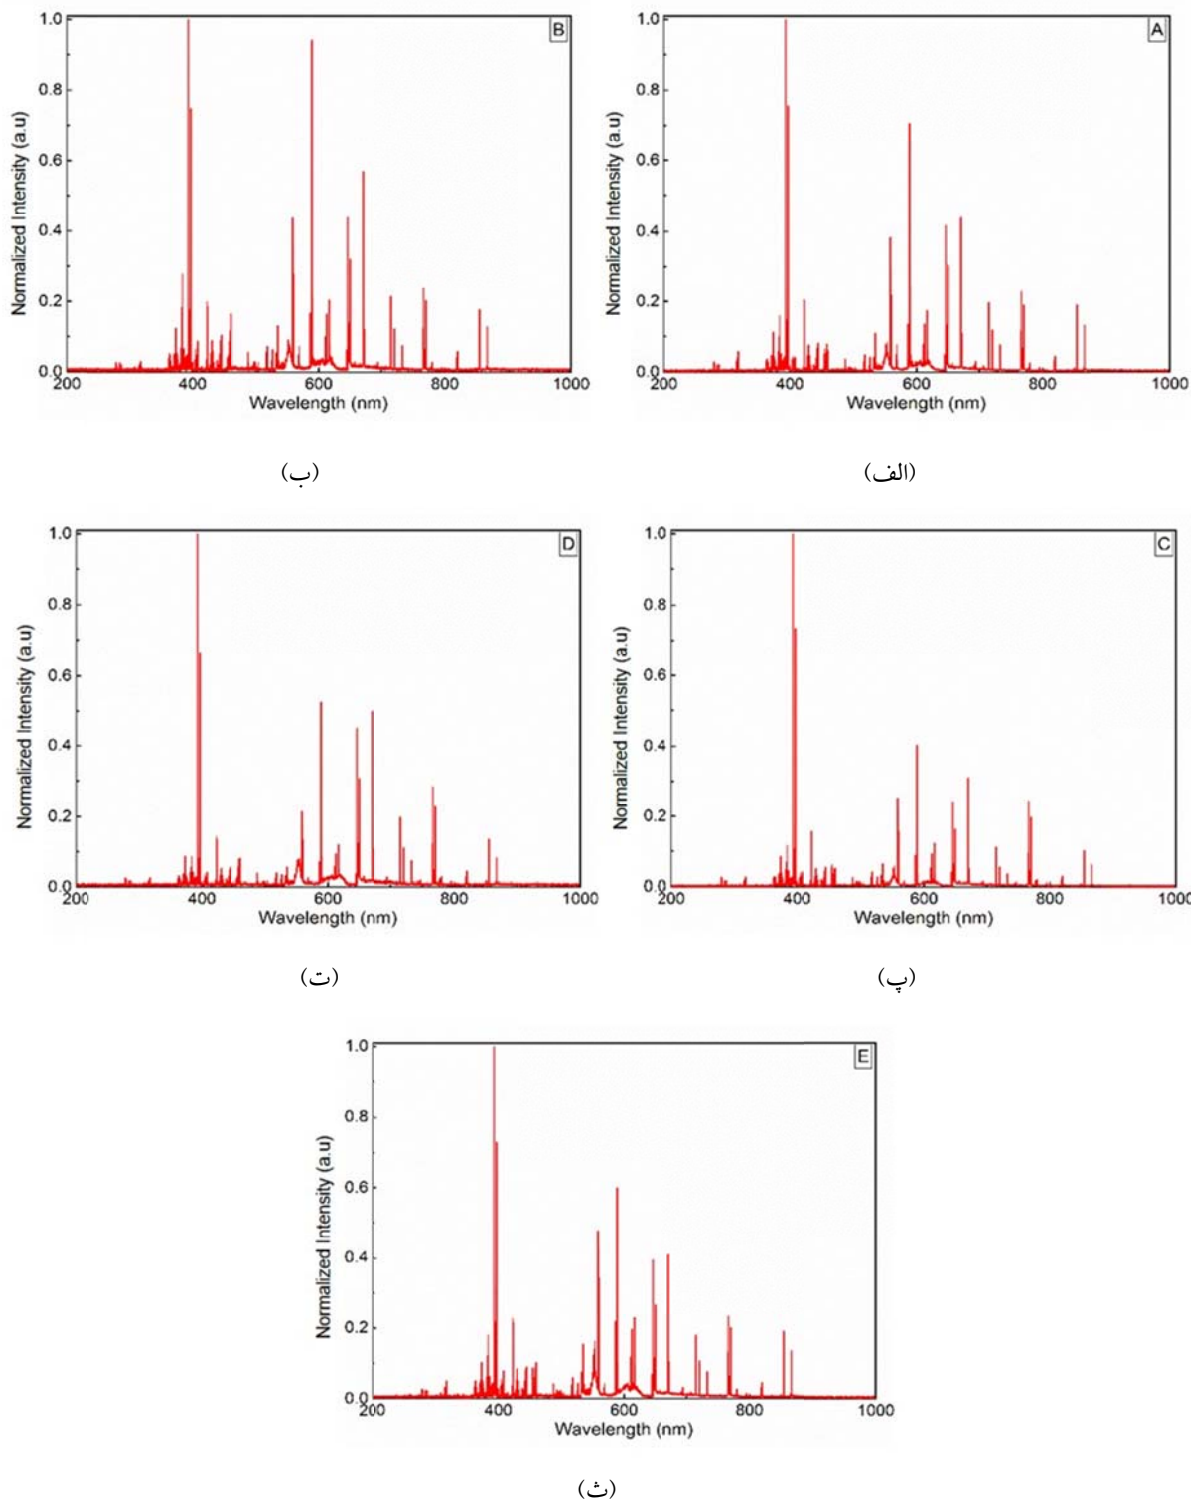 B
Normalized Intensity (a.u)
1.0
0.8
0.6
0.4
0.2
0.0
200 400 600 800 1000
Wavelength (nm)
(ب)
A
Normalized Intensity (a.u)
1.0
0.8
0.6
0.4
0.2
0.0
200 400 600 800 1000
Wavelength (nm)
(الف)
D
Normalized Intensity (a.u)
1.0
0.8
0.6
0.4
0.2
0.0
200 400 600 800 1000
Wavelength (nm)
(ت)
C
Normalized Intensity (a.u)
1.0
0.8
0.6
0.4
0.2
0.0
200 400 600 800 1000
Wavelength (nm)
(پ)
E
Normalized Intensity (a.u)
1.0
0.8
0.6
0.4
0.2
0.0
200 400 600 800 1000
Wavelength (nm)
(ث)